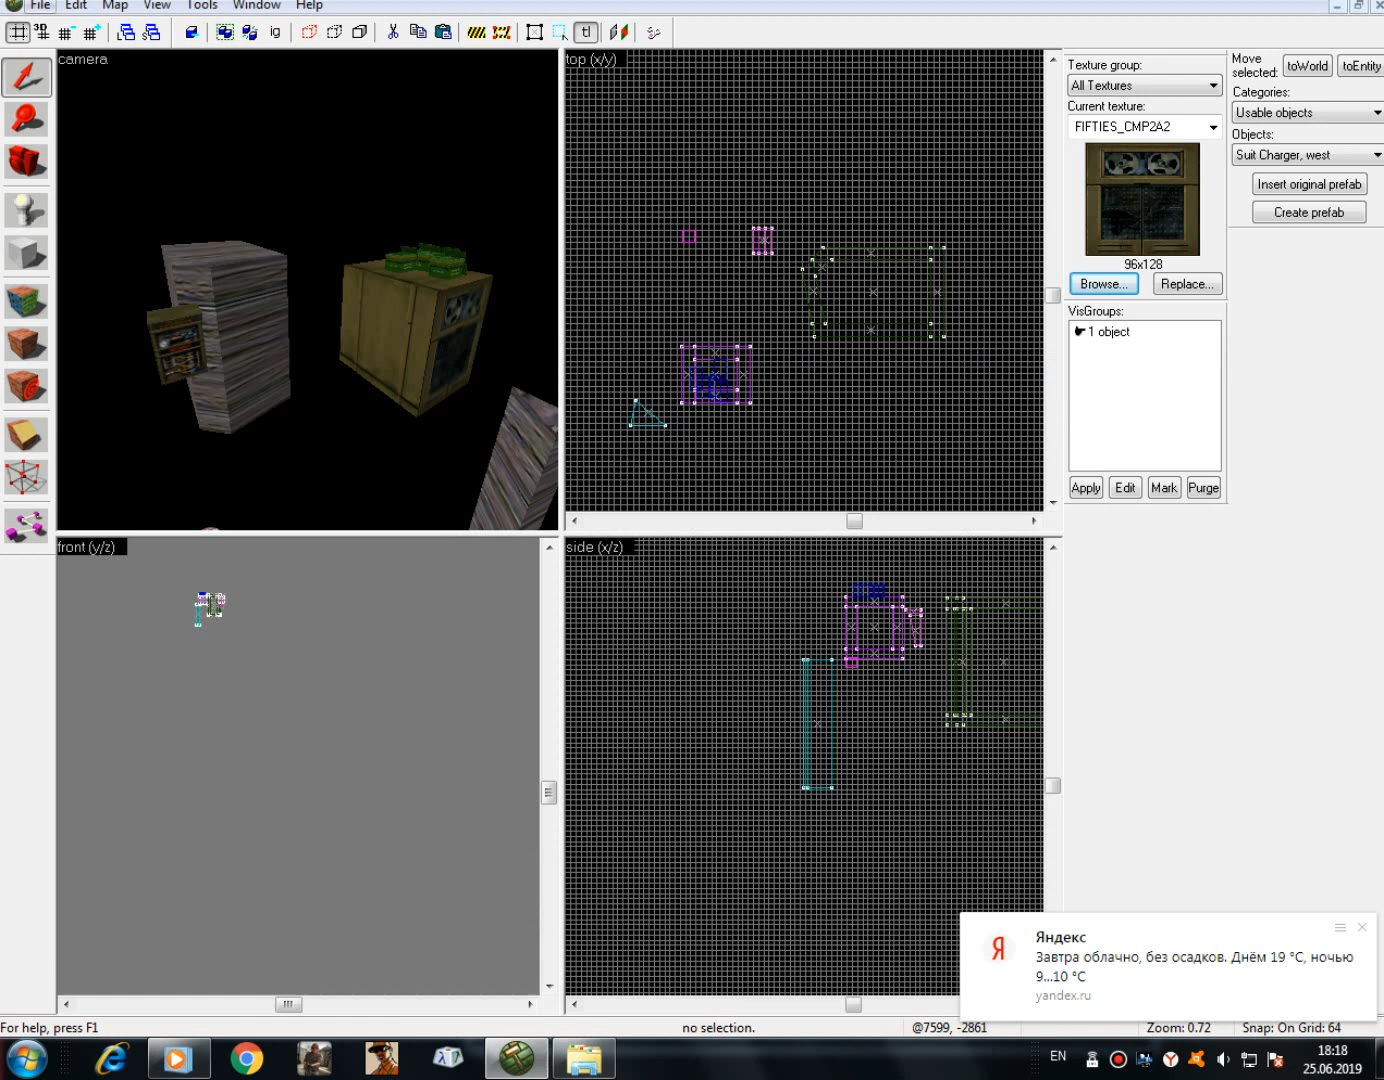 File Edit Map View Tools Window Help
3D
ig
tl
camera
top (x/y)
front (y/z)
side (x/z)
Texture group:
All Textures
Current texture:
FIFTIES_CMP2A2
96x128
Browse...
Replace...
VisGroups:
1 object
Apply Edit Mark Purge
Move
selected:
toWorld
toEntity
Categories:
Usable objects
Objects:
Suit Charger, west
Insert original prefab
Create prefab
Я
Яндекс
Завтра облачно, без осадков. Днём 19 °C, ночью
9...10 °C
yandex.ru
For help, press F1
no selection.
@7599, -2861
Zoom: 0.72
Snap: On Grid: 64
EN
18:18
25.06.2019